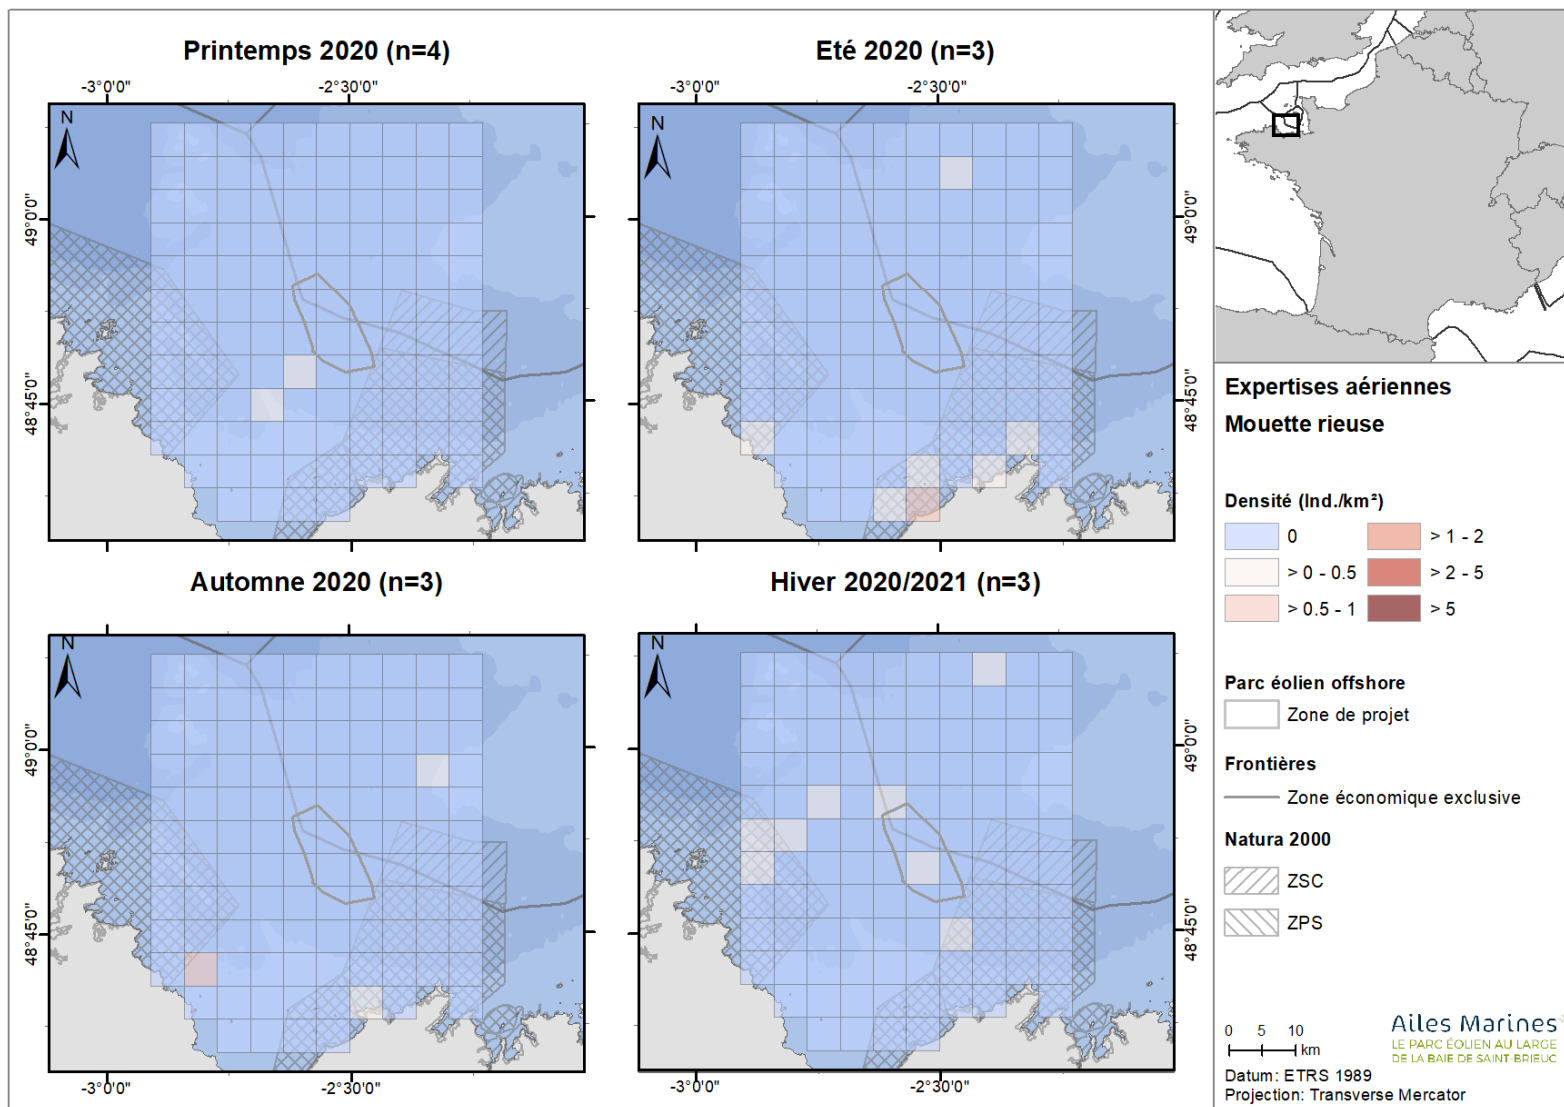 Printemps 2020 (n=4)
-3°0'0"
-2°30'0"
N
49°0'0"
48°45'0"
Eté 2020 (n=3)
-3°0'0"
-2°30'0"
N
49°0'0"
48°45'0"
Automne 2020 (n=3)
N
49°0'0"
48°45'0"
-3°0'0"
-2°30'0"
Hiver 2020/2021 (n=3)
N
49°0'0"
48°45'0"
-3°0'0"
-2°30'0"
Expertises aériennes
Mouette rieuse
Densité (Ind./km²)
0
> 0 - 0.5
> 0.5 - 1
> 1 - 2
> 2 - 5
> 5
Parc éolien offshore
Zone de projet
Frontières
Zone économique exclusive
Natura 2000
ZSC
ZPS
0 5 10
km
Ailes Marines
LE PARC ÉOLIEN AU LARGE
DE LA BAIE DE SAINT-BRIEUC
Datum: ETRS 1989
Projection: Transverse Mercator